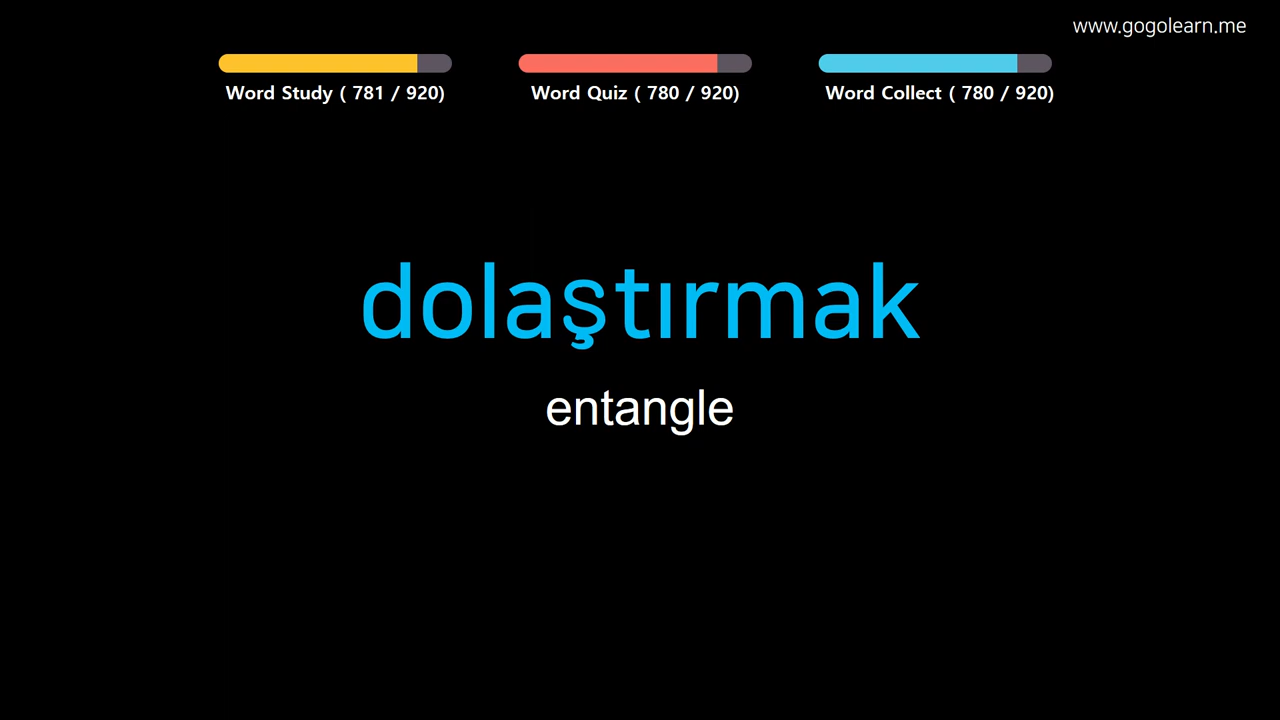 www.gogolearn.me
Word Study ( 781 / 920)
Word Quiz ( 780 / 920)
Word Collect ( 780 / 920)
dolaştırmak
entangle